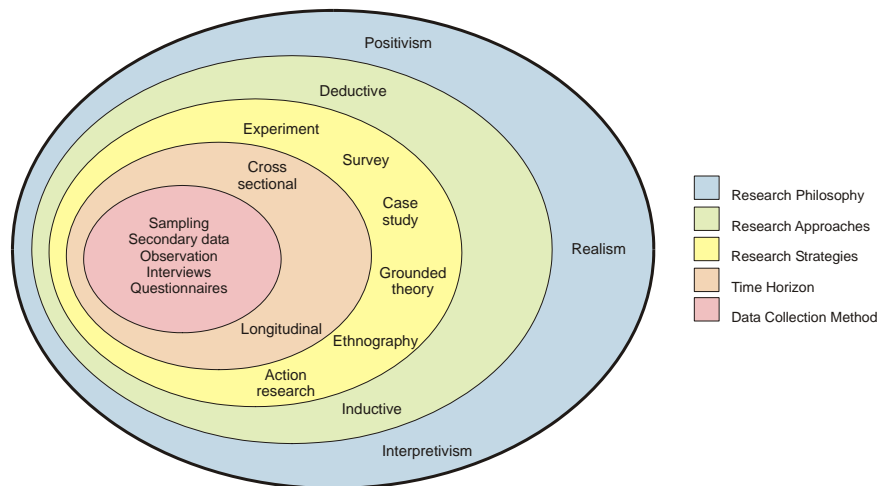 Positivism
Deductive
Experiment
Survey
Cross
sectional
Case
study
Sampling
Secondary data
Observation
Interviews
Questionnaires
Realism
Grounded
theory
Longitudinal
Ethnography
Action
research
Inductive
Interpretivism
Research Philosophy
Research Approaches
Research Strategies
Time Horizon
Data Collection Method